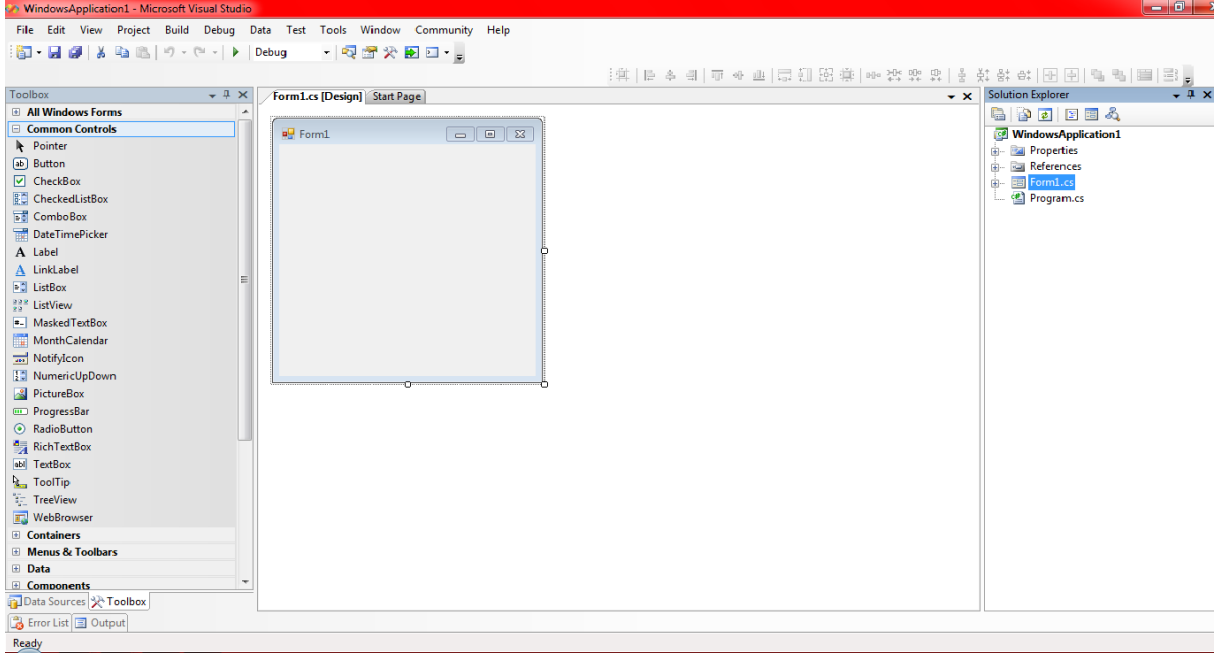 WindowsApplication1 - Microsoft Visual Studio
File Edit View Project Build Debug Data Test Tools Window Community Help
Debug
Toolbox
All Windows Forms
Common Controls
Pointer
Button
CheckBox
CheckedListBox
ComboBox
DateTimePicker
Label
LinkLabel
ListBox
ListView
MaskedTextBox
MonthCalendar
NotifyIcon
NumericUpDown
PictureBox
ProgressBar
RadioButton
RichTextBox
TextBox
ToolTip
TreeView
WebBrowser
Containers
Menus & Toolbars
Data
Components
Data Sources Toolbox
Error List Output
Ready
Form1.cs [Design] Start Page
Form1
Solution Explorer
WindowsApplication1
Properties
References
Form1.cs
Program.cs